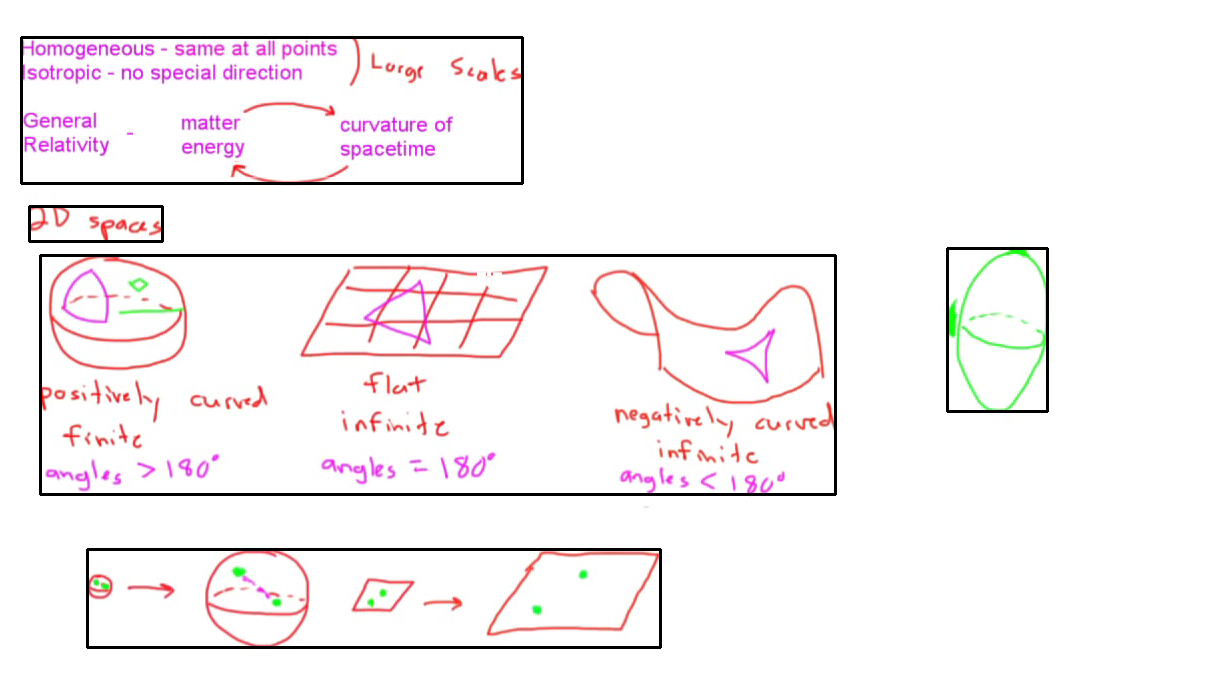 Homogeneous - same at all points
Isotropic - no special direction
Large Scales
General Relativity - matter energy curvature of spacetime
2D spaces
positively curved
finite
angles > 180°
flat
infinite
angles = 180°
negatively curved
infinite
angles < 180°